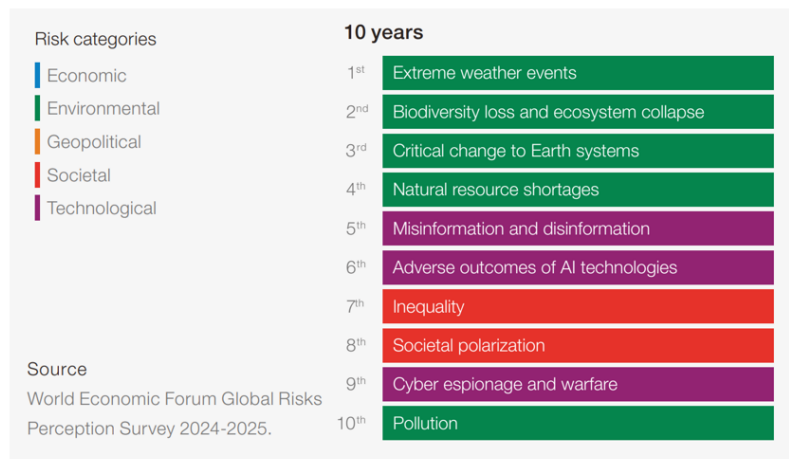 Risk categories
Economic
Environmental
Geopolitical
Societal
Technological
10 years
1st Extreme weather events
2nd Biodiversity loss and ecosystem collapse
3rd Critical change to Earth systems
4th Natural resource shortages
5th Misinformation and disinformation
6th Adverse outcomes of AI technologies
7th Inequality
8th Societal polarization
9th Cyber espionage and warfare
10th Pollution
Source
World Economic Forum Global Risks
Perception Survey 2024-2025.